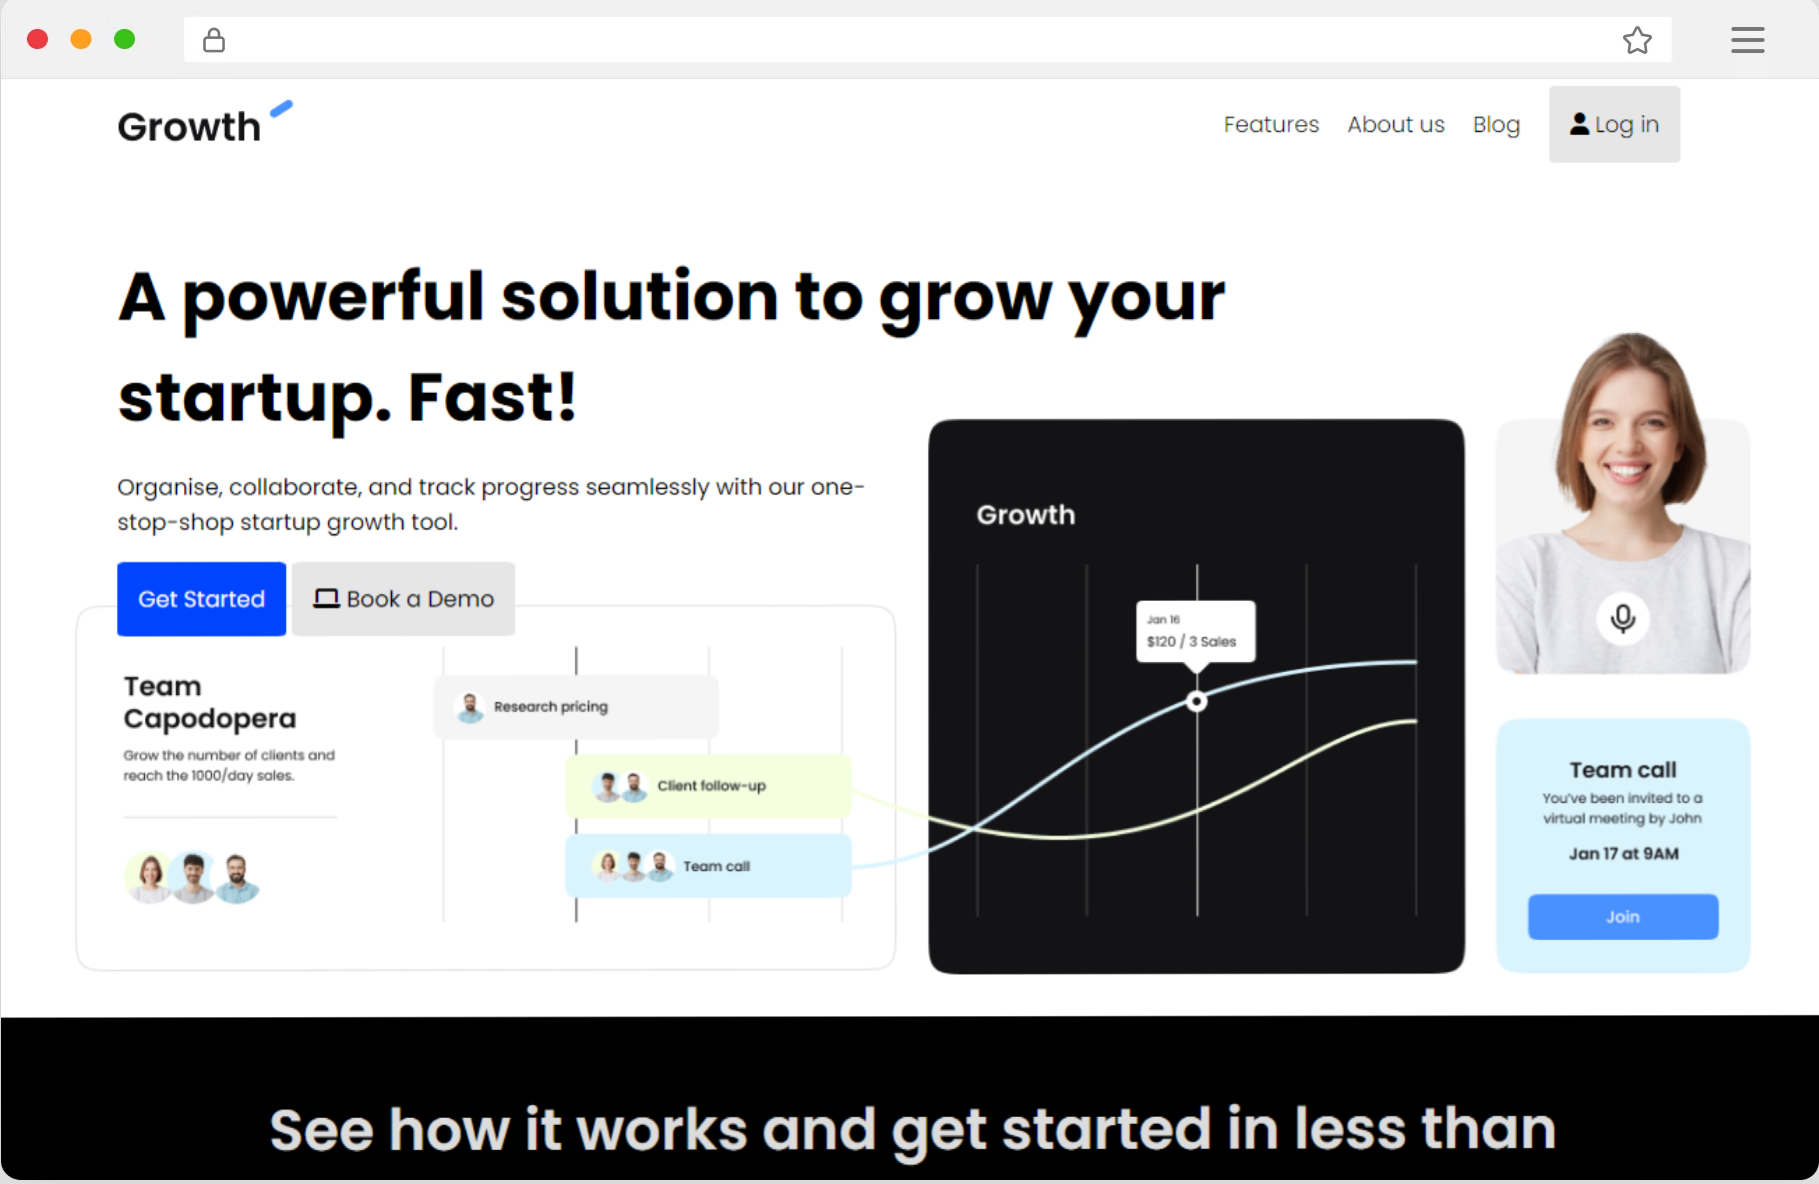 Growth
Features
About us
Blog
Log in
A powerful solution to grow your
startup. Fast!
Organise, collaborate, and track progress seamlessly with our one-
stop-shop startup growth tool.
Get Started
Book a Demo
Team
Capodopera
Grow the number of clients and
reach the 1000/day sales.
Research pricing
Client follow-up
Team call
Growth
Jan 16
$120 / 3 Sales
Team call
You've been invited to a
virtual meeting by John
Jan 17 at 9AM
Join
See how it works and get started in less than